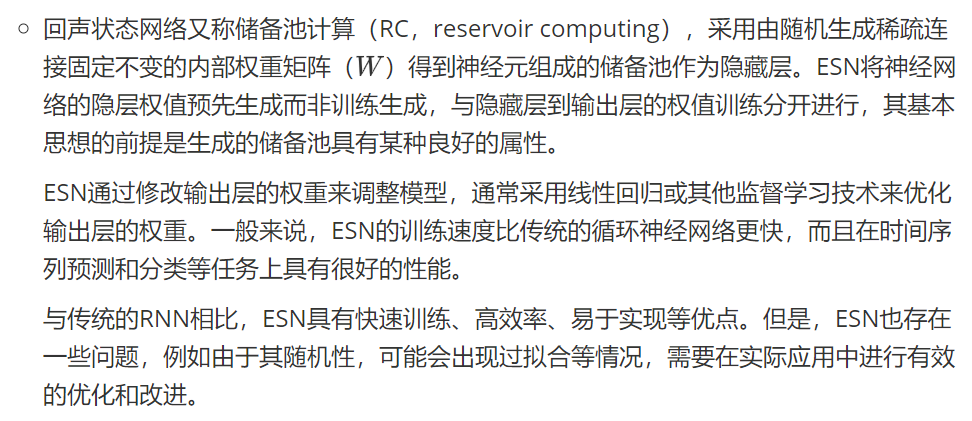 回声状态网络又称储备池计算（RC，reservoir computing），采用由随机生成稀疏连
接固定不变的内部权重矩阵（W）得到神经元组成的储备池作为隐藏层。ESN将神经网
络的隐层权值预先生成而非训练生成，与隐藏层到输出层的权值训练分开进行，其基本
思想的前提是生成的储备池具有某种良好的属性。
ESN通过修改输出层的权重来调整模型，通常采用线性回归或其他监督学习技术来优化
输出层的权重。一般来说，ESN的训练速度比传统的循环神经网络更快，而且在时间序
列预测和分类等任务上具有很好的性能。
与传统的RNN相比，ESN具有快速训练、高效率、易于实现等优点。但是，ESN也存在
一些问题，例如由于其随机性，可能会出现过拟合等情况，需要在实际应用中进行有效
的优化和改进。